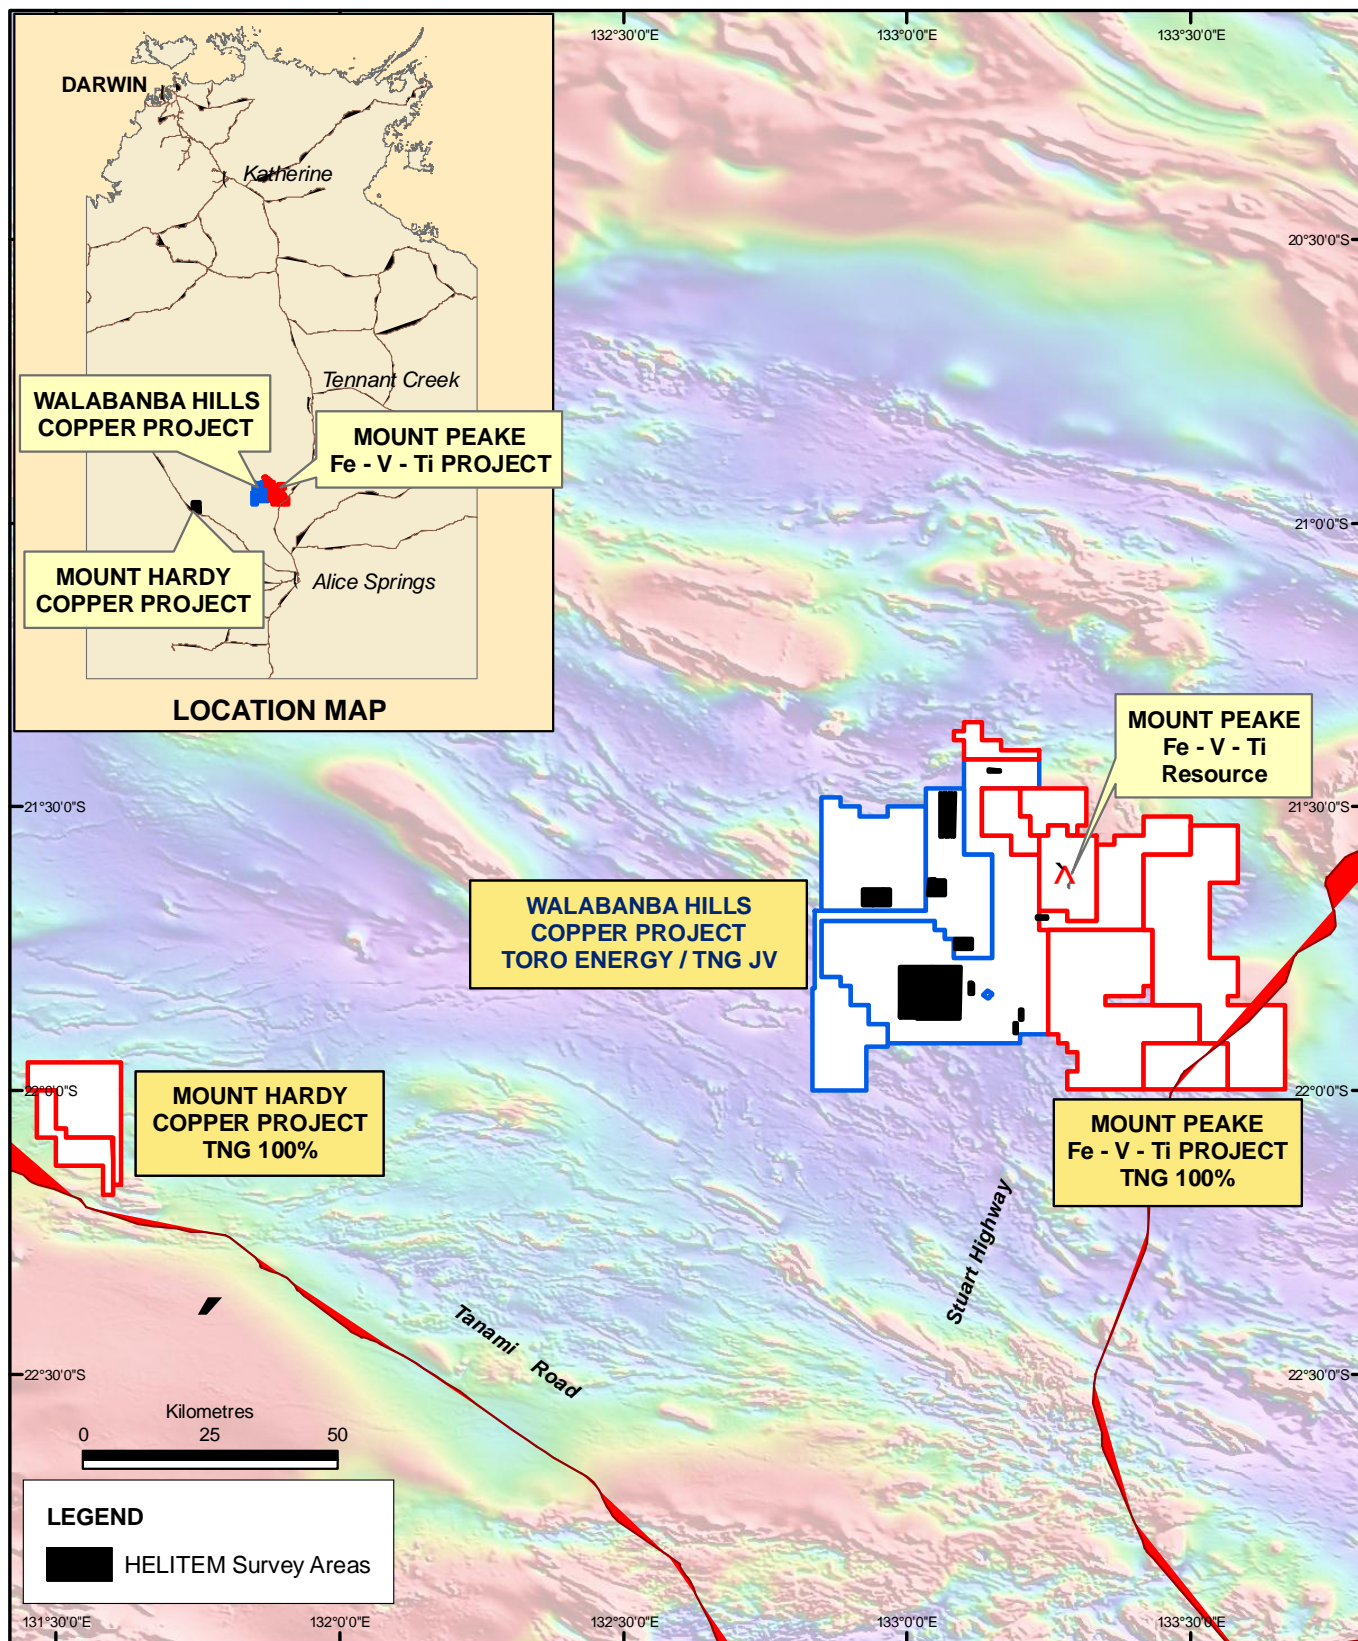 132°30'0"E
133°0'0"E
133°30'0"E
DARWIN
Katherine
Tennant Creek
WALABANBA HILLS
COPPER PROJECT
MOUNT PEAKE
Fe - V - Ti PROJECT
MOUNT HARDY
COPPER PROJECT
Alice Springs
LOCATION MAP
20°30'0"S
21°0'0"S
MOUNT PEAKE
Fe - V - Ti
Resource
21°30'0"S
21°30'0"S
WALABANBA HILLS
COPPER PROJECT
TORO ENERGY / TNG JV
22°0'0"S
22°0'0"S
MOUNT HARDY
COPPER PROJECT
TNG 100%
MOUNT PEAKE
Fe - V - Ti PROJECT
TNG 100%
Stuart Highway
Tanami Road
22°30'0"S
22°30'0"S
Kilometres
0 25 50
LEGEND
HELITEM Survey Areas
131°30'0"E
132°0'0"E
132°30'0"E
133°0'0"E
133°30'0"E